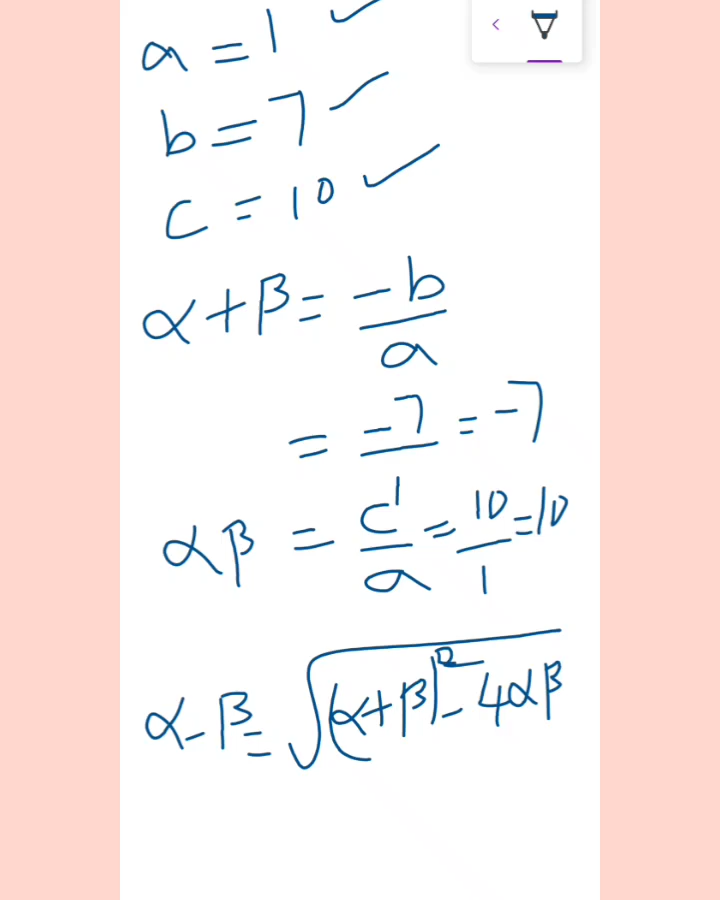 a = 1 ✓
b = 7 ✓
c = 10 ✓
α+β = -b/a
= -7/1 = -7
αβ = c/a = 10/1 = 10
α-β = √(α+β)²-4αβ